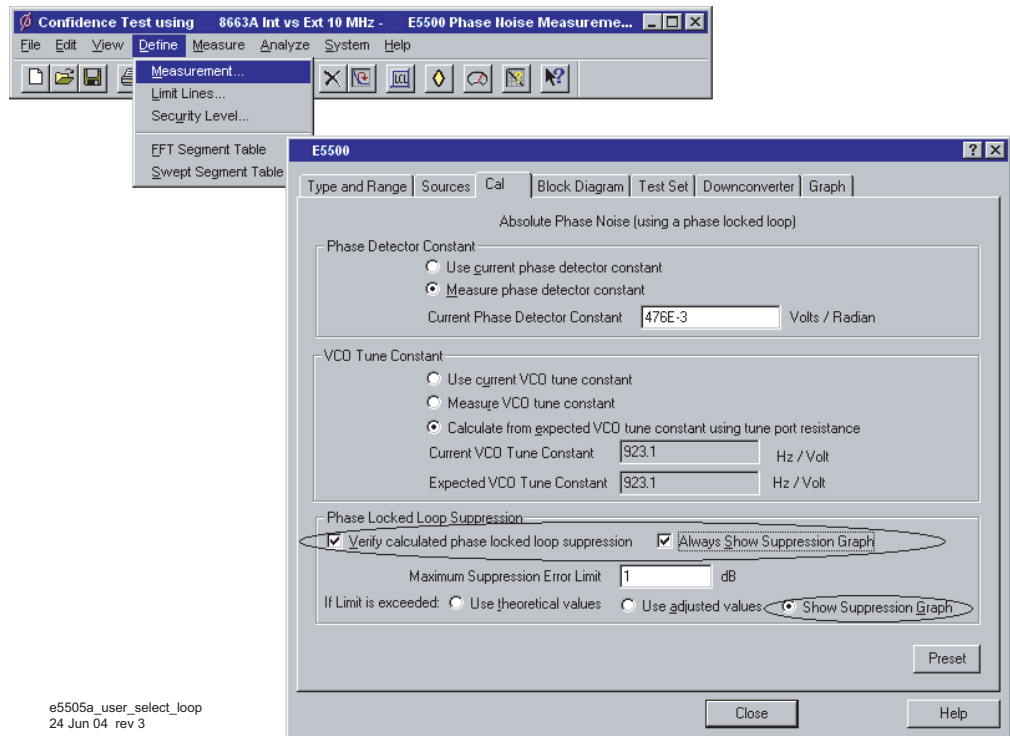 Confidence Test using 8663A Int vs Ext 10 MHz - E5500 Phase Noise Measureme...
File Edit View Define Measure Analyze System Help
Measurement...
Limit Lines...
Security Level...
FFT Segment Table
Swept Segment Table
E5500
Type and Range Sources Cal Block Diagram Test Set Downconverter Graph
Absolute Phase Noise (using a phase locked loop)
Phase Detector Constant
Use current phase detector constant
Measure phase detector constant
Current Phase Detector Constant 476E-3 Volts / Radian
VCO Tune Constant
Use current VCO tune constant
Measure VCO tune constant
Calculate from expected VCO tune constant using tune port resistance
Current VCO Tune Constant 923.1 Hz / Volt
Expected VCO Tune Constant 923.1 Hz / Volt
Phase Locked Loop Suppression
Verify calculated phase locked loop suppression Always Show Suppression Graph
Maximum Suppression Error Limit 1 dB
If Limit is exceeded: Use theoretical values Use adjusted values Show Suppression Graph
Preset
Close Help
e5505a_user_select_loop
24 Jun 04 rev 3